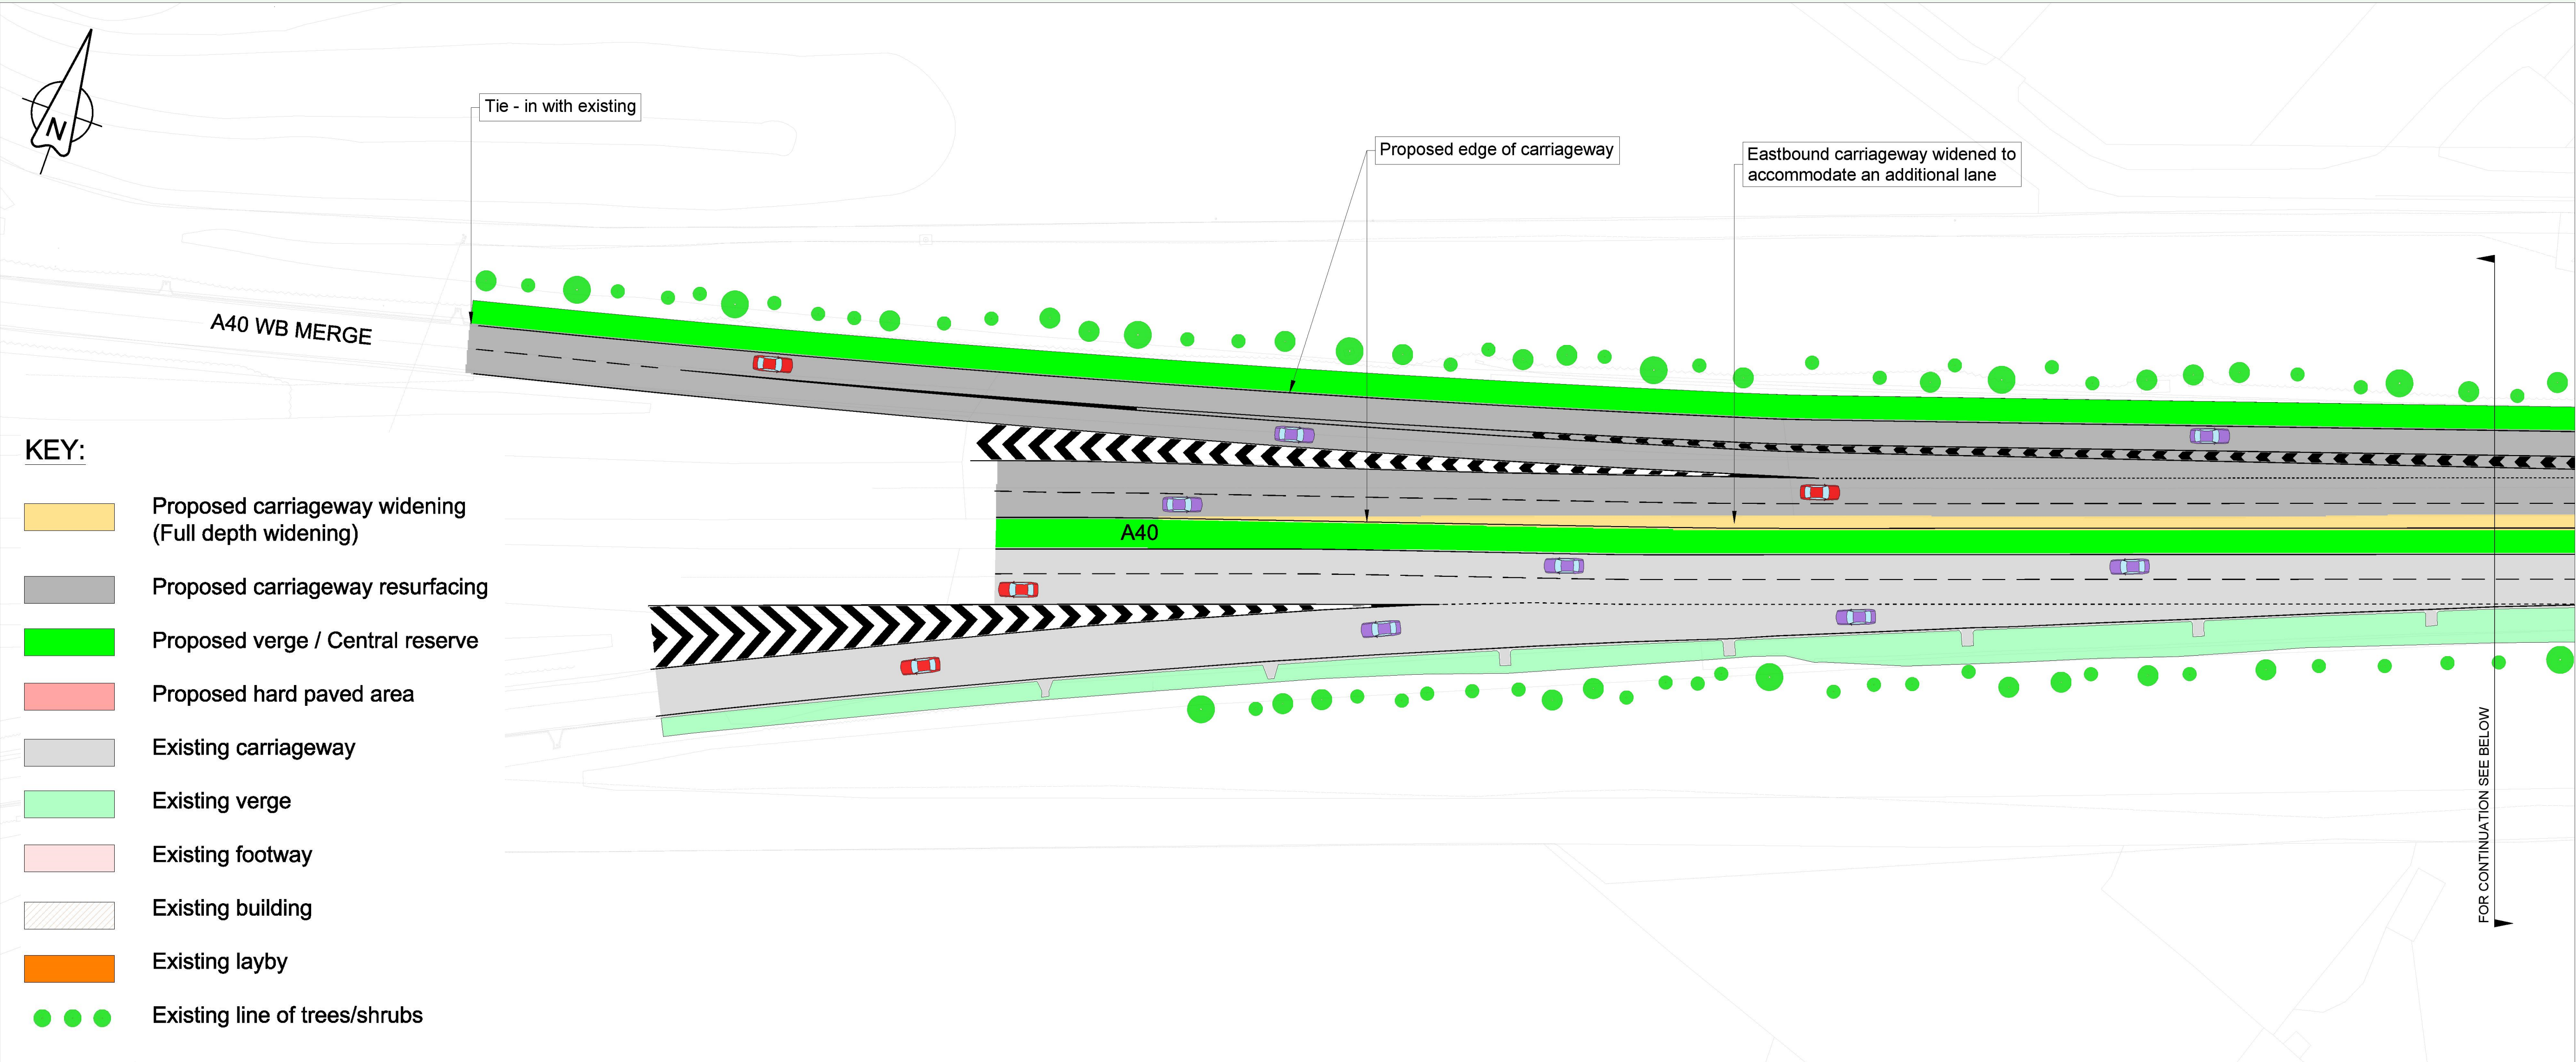 N
Tie - in with existing
Proposed edge of carriageway
Eastbound carriageway widened to
accommodate an additional lane
A40 WB MERGE
A40
KEY:
Proposed carriageway widening
(Full depth widening)
Proposed carriageway resurfacing
Proposed verge / Central reserve
Proposed hard paved area
Existing carriageway
Existing verge
Existing footway
Existing building
Existing layby
Existing line of trees/shrubs
FOR CONTINUATION SEE BELOW